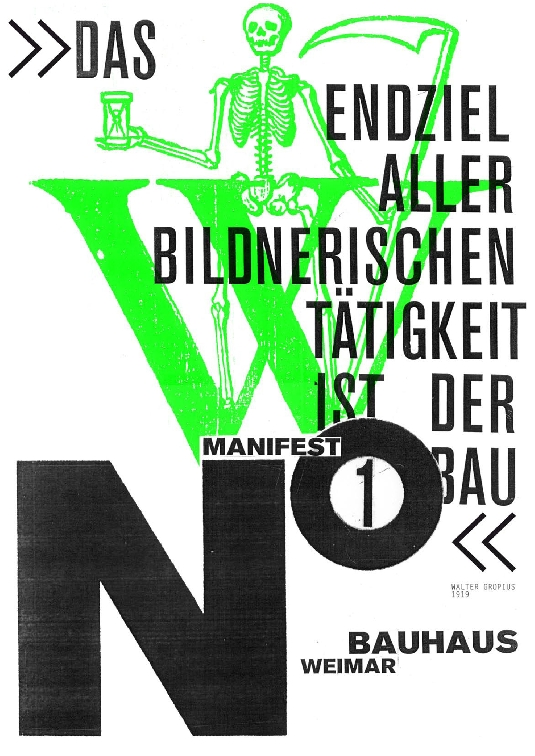 »DAS
ENDZIEL
ALLER
BILDNERISCHEN
TÄTIGKEIT
IST DER
BAU
«
W
MANIFEST
NO
1
WALTER GROPIUS
1919
BAUHAUS
WEIMAR